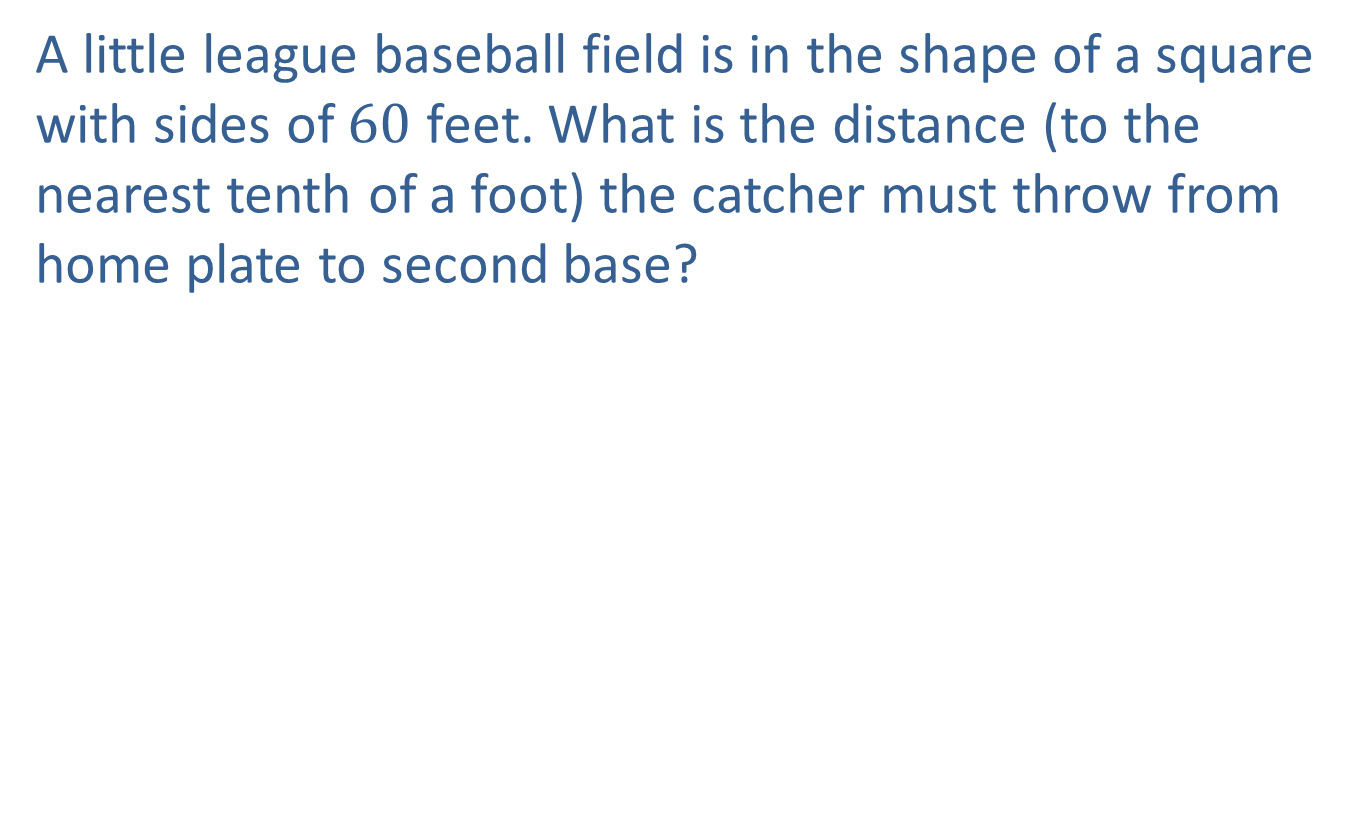 A little league baseball field is in the shape of a square
with sides of 60 feet. What is the distance (to the
nearest tenth of a foot) the catcher must throw from
home plate to second base?